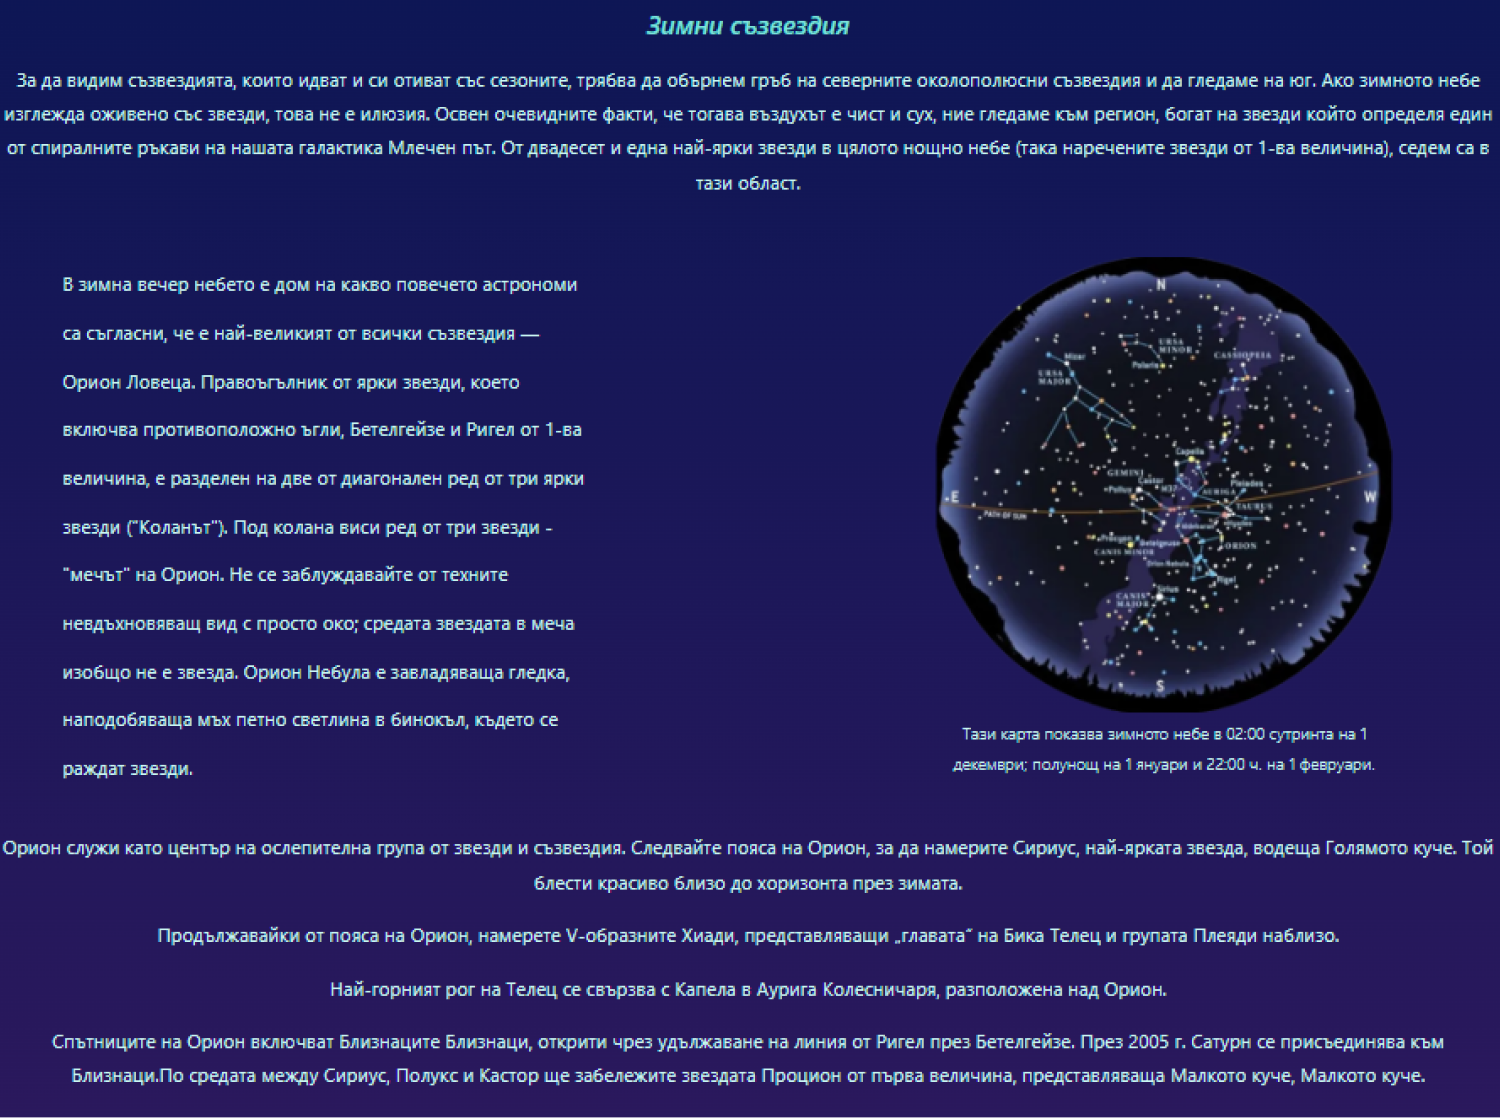 Зимни съзвездия
За да видим съзвездията, които идват и си отиват със сезоните, трябва да обърнем гръб на северните околополюсни съзвездия и да гледаме на юг. Ако зимното небе
изглежда оживено със звезди, това не е илюзия. Освен очевидните факти, че тогава въздухът е чист и сух, ние гледаме към регион, богат на звезди който определя един
от спиралните ръкави на нашата галактика Млечен път. От двадесет и една най-ярки звезди в цялото нощно небе (така наречените звезди от 1-ва величина), седем са в
тази област.
В зимна вечер небето е дом на какво повечето астрономи
са съгласни, че е най-великият от всички съзвездия —
Орион Ловеца. Правоъгълник от ярки звезди, което
включва противоположно ъгли, Бетелгейзе и Ригел от 1-ва
величина, е разделен на две от диагонален ред от три ярки
звезди ("Коланът"). Под колана виси ред от три звезди -
"мечът" на Орион. Не се заблуждавайте от техните
невдъхновяващ вид с просто око; средата звездата в меча
изобщо не е звезда. Орион Небула е завладяваща гледка,
наподобяваща мъх петно светлина в бинокъл, където се
раждат звезди.
N
URSA
MINOR
Mizar
CASSIOPEIA
Polaris
URSA
MAJOR
Capella
GEMINI
Castor
Pollux
M37
AURIGA
Pleiades
E
W
TAURUS
PATH OF SUN
Hyades
Procyon
Betelgeuse
ORION
CANIS MINOR
Orion Nebula
Rigel
Sirius
CANIS
MAJOR
S
Тази карта показва зимното небе в 02:00 сутринта на 1
декември; полунощ на 1 януари и 22:00 ч. на 1 февруари.
Орион служи като център на ослепителна група от звезди и съзвездия. Следвайте пояса на Орион, за да намерите Сириус, най-ярката звезда, водеща Голямото куче. Той
блести красиво близо до хоризонта през зимата.
Продължавайки от пояса на Орион, намерете V-образните Хиади, представляващи „главата“ на Бика Телец и групата Плеяди наблизо.
Най-горният рог на Телец се свързва с Капела в Аурига Колесничаря, разположена над Орион.
Спътниците на Орион включват Близнаците Близнаци, открити чрез удължаване на линия от Ригел през Бетелгейзе. През 2005 г. Сатурн се присъединява към
Близнаци.По средата между Сириус, Полукс и Кастор ще забележите звездата Процион от първа величина, представляваща Малкото куче, Малкото куче.